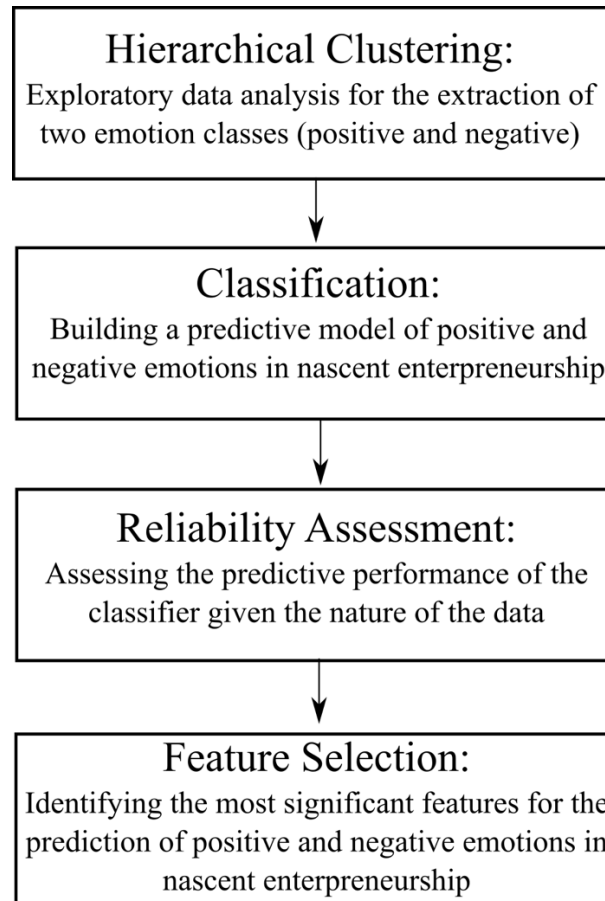 Hierarchical Clustering:
Exploratory data analysis for the extraction of
two emotion classes (positive and negative)
Classification:
Building a predictive model of positive and
negative emotions in nascent enterpreneurship
Reliability Assessment:
Assessing the predictive performance of the
classifier given the nature of the data
Feature Selection:
Identifying the most significant features for the
prediction of positive and negative emotions in
nascent enterpreneurship